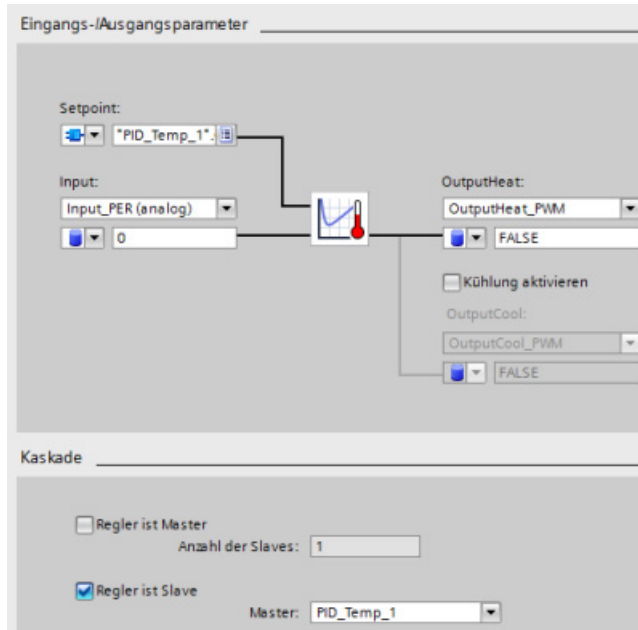 Eingangs-/Ausgangsparameter
Setpoint:
"PID_Temp_1".
Input:
Input_PER (analog)
0
OutputHeat:
OutputHeat_PWM
FALSE
Kühlung aktivieren
OutputCool:
OutputCool_PWM
FALSE
Kaskade
Regler ist Master
Anzahl der Slaves: 1
Regler ist Slave
Master: PID_Temp_1